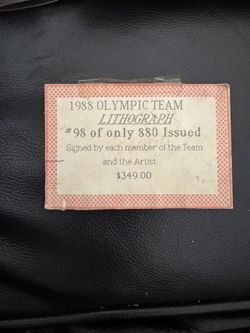 1988 OLYMPIC TEAM
LITHOGRAPH
#98 of only 880 Issued
Signed by each member of the Team
and the Artist
$349.00